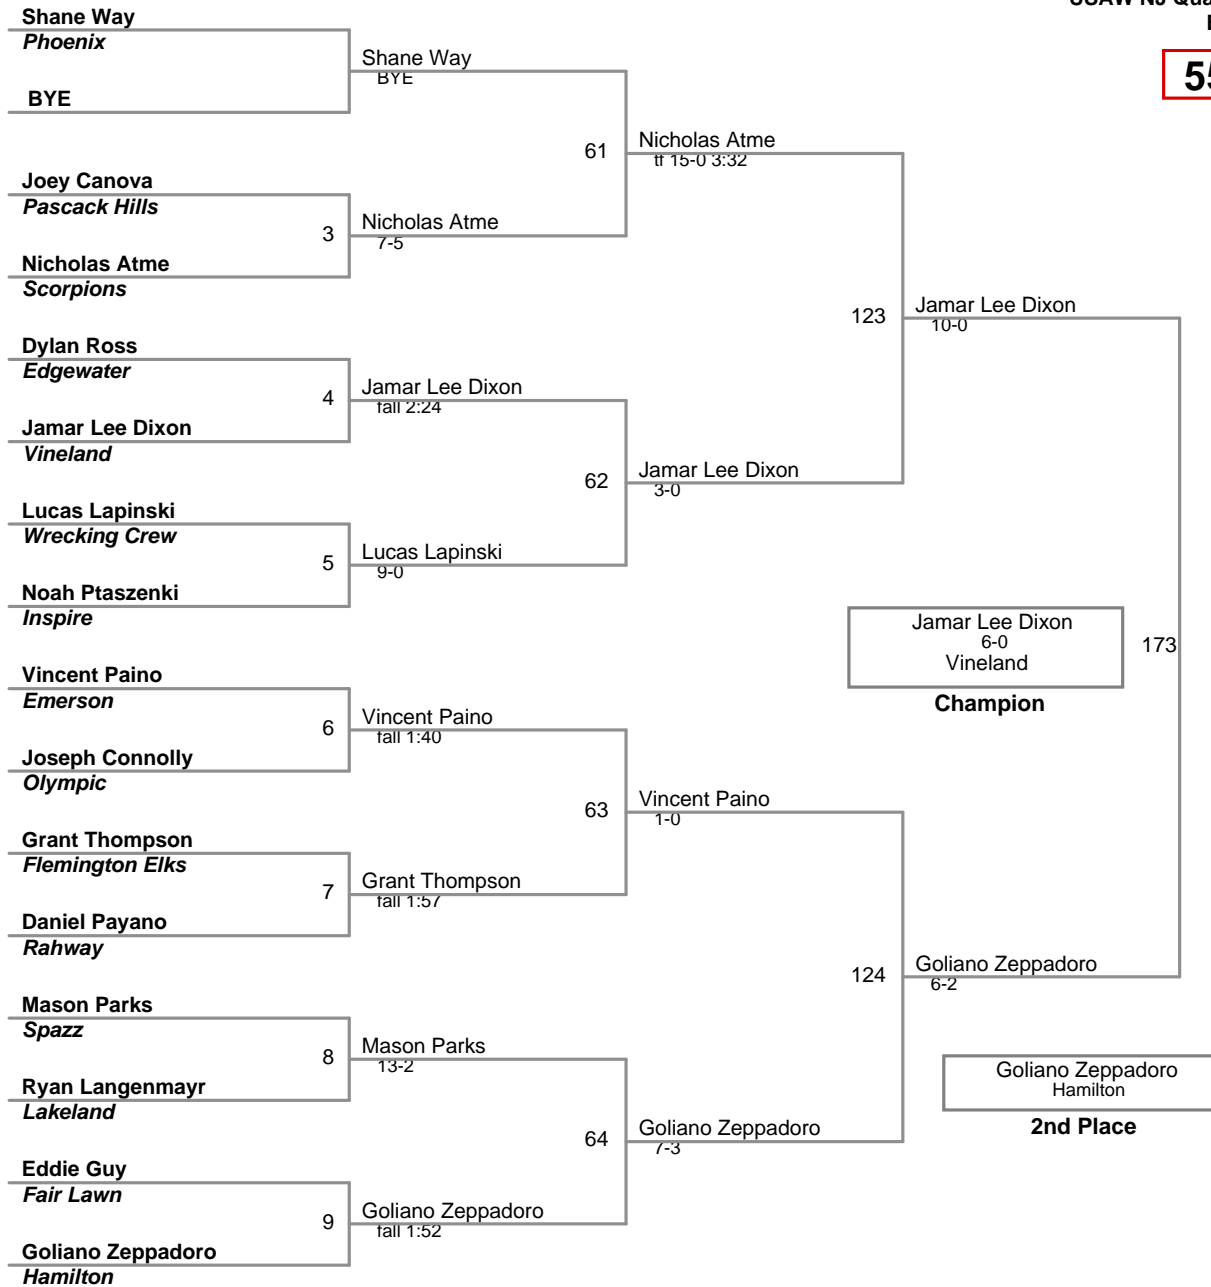 Shane Way
Phoenix
BYE
Joey Canova
Pascack Hills
Nicholas Atme
Scorpions
Dylan Ross
Edgewater
Jamar Lee Dixon
Vineland
Lucas Lapinski
Wrecking Crew
Noah Ptaszenki
Inspire
Vincent Paino
Emerson
Joseph Connolly
Olympic
Grant Thompson
Flemington Elks
Daniel Payano
Rahway
Mason Parks
Spazz
Ryan Langenmayr
Lakeland
Eddie Guy
Fair Lawn
Goliano Zeppadoro
Hamilton
Shane Way
BYE
3
Nicholas Atme
7-5
4
Jamar Lee Dixon
fall 2:24
5
Lucas Lapinski
9-0
6
Vincent Paino
fall 1:40
7
Grant Thompson
fall 1:57
8
Mason Parks
13-2
9
Goliano Zeppadoro
fall 1:52
61
Nicholas Atme
tf 15-0 3:32
62
Jamar Lee Dixon
3-0
63
Vincent Paino
1-0
64
Goliano Zeppadoro
7-3
123
Jamar Lee Dixon
10-0
124
Goliano Zeppadoro
6-2
USAW NJ
55
Jamar Lee Dixon
6-0
Vineland
Champion
173
Goliano Zeppadoro
Hamilton
2nd Place